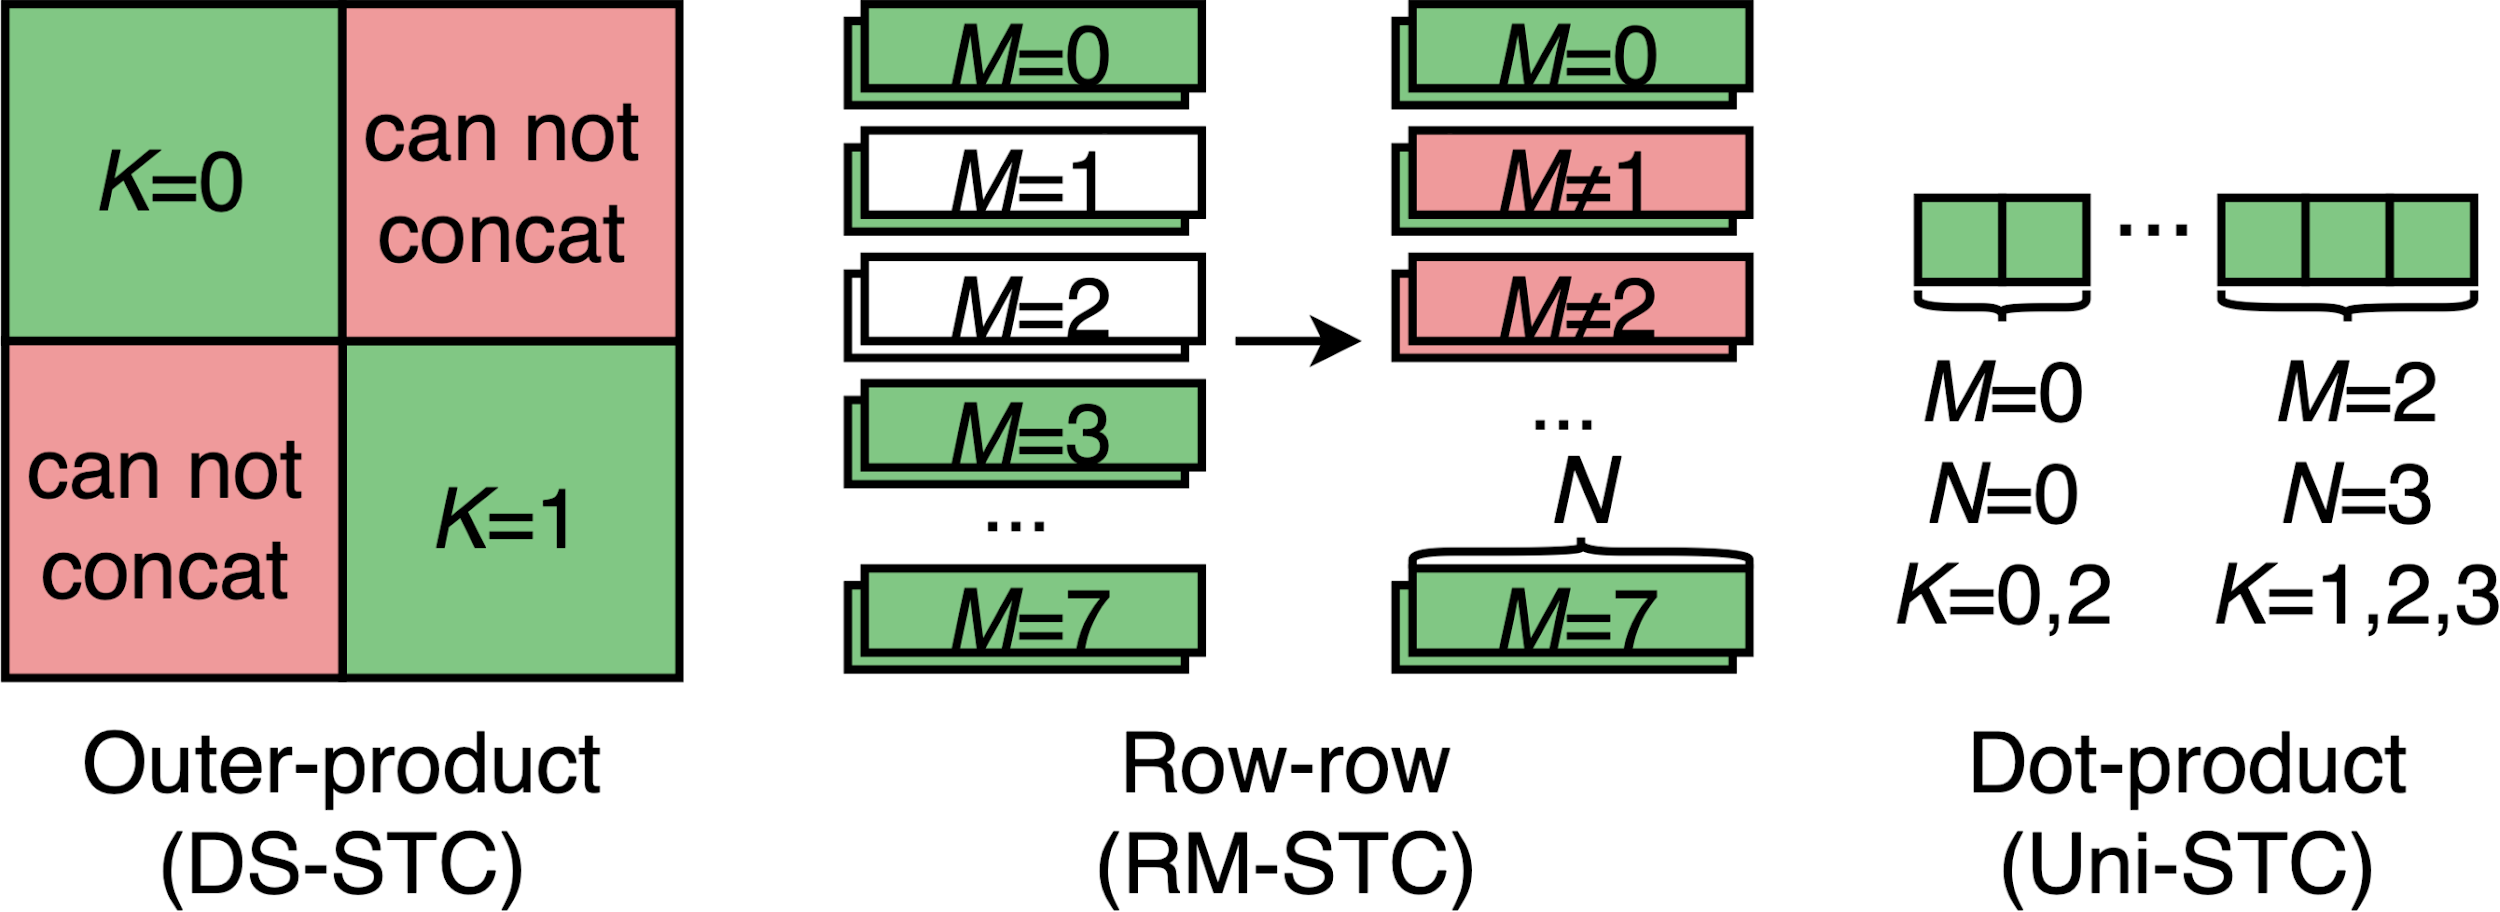 K=0
can not
concat
can not
concat
K=1
Outer-product
(DS-STC)
M=0
M=1
M=2
M=3
...
M=7
M=0
M≠1
M≠2
...
N
M=7
Row-row
(RM-STC)
...
M=0
N=0
K=0,2
M=2
N=3
K=1,2,3
Dot-product
(Uni-STC)